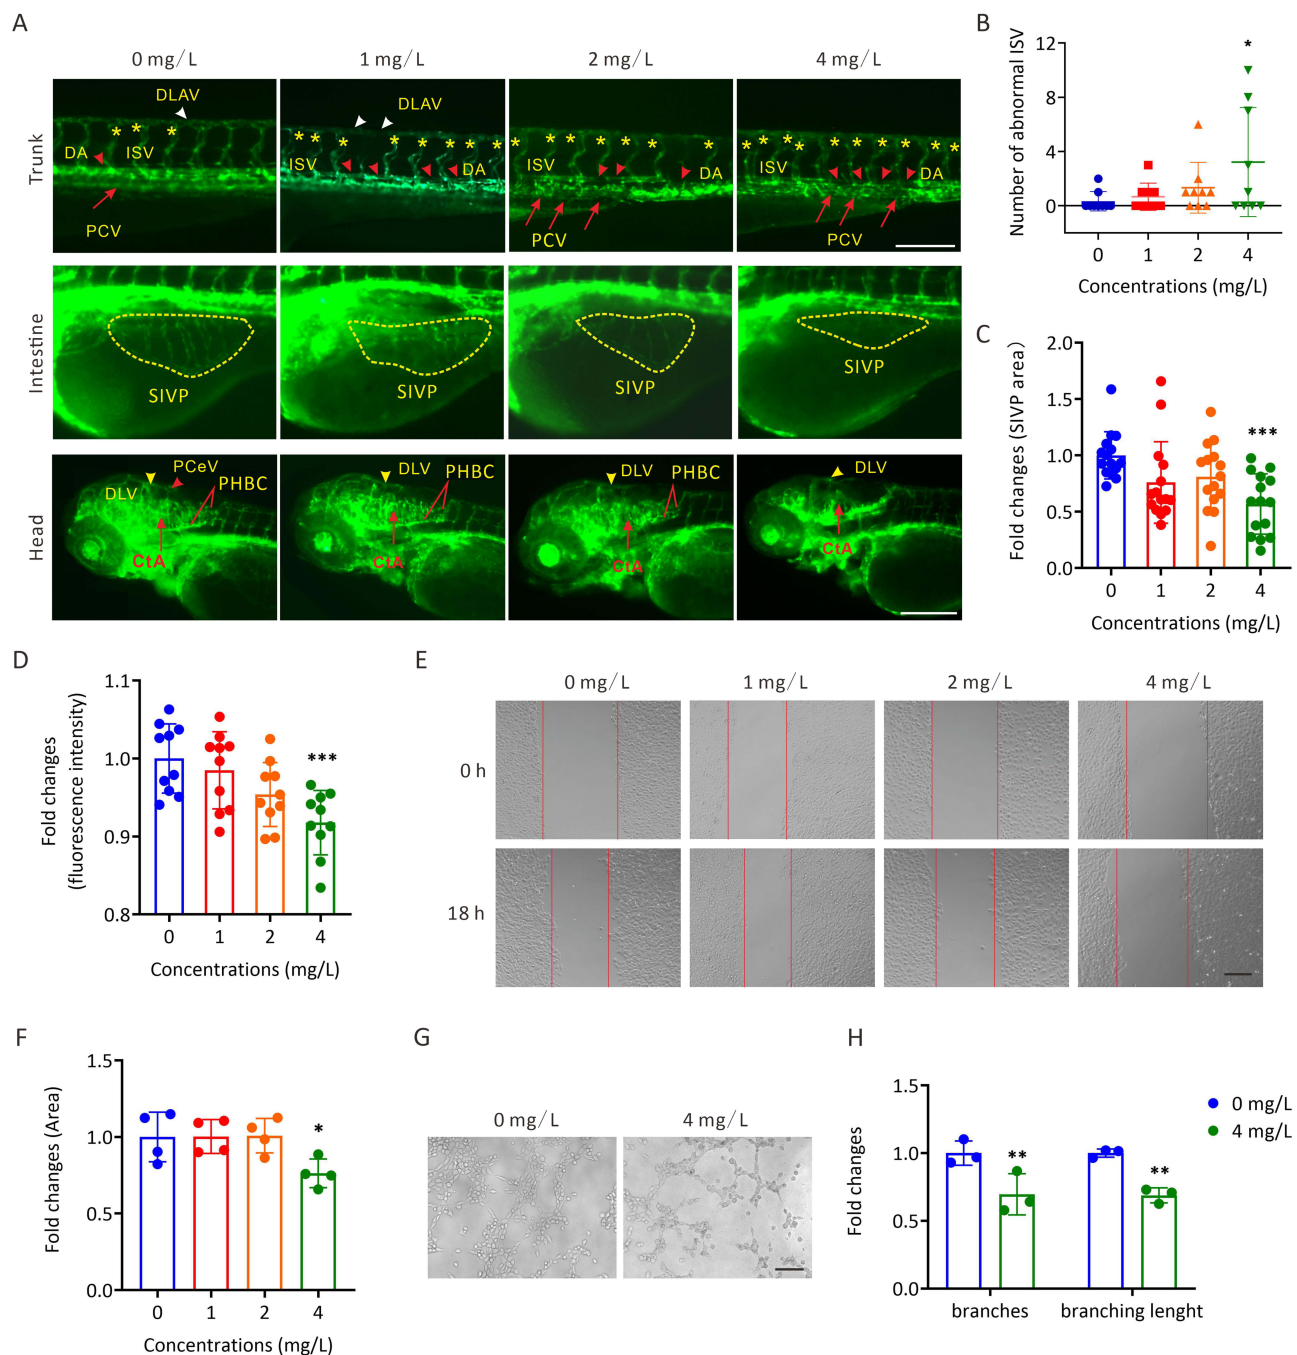 A
0 mg/L
1 mg/L
2 mg/L
4 mg/L
Trunk
DLAV
* * *
DA
ISV
PCV
DLAV
* * * * * * * *
ISV
DA
* * * * * * *
ISV
DA
PCV
* * * * * * * *
ISV
DA
PCV
Intestine
SIVP
SIVP
SIVP
SIVP
Head
PCeV
DLV
PHBC
CtA
DLV
PHBC
CtA
DLV
PHBC
CtA
DLV
CtA
B
Number of abnormal ISV
12
8
4
0
*
0 1 2 4
Concentrations (mg/L)
C
Fold changes (SIVP area)
2.0
1.5
1.0
0.5
0.0
***
0 1 2 4
Concentrations (mg/L)
D
Fold changes
(fluorescence intensity)
1.1
1.0
0.9
0.8
***
0 1 2 4
Concentrations (mg/L)
E
0 mg/L
1 mg/L
2 mg/L
4 mg/L
0 h
18 h
F
Fold changes (Area)
1.5
1.0
0.5
0.0
*
0 1 2 4
Concentrations (mg/L)
G
0 mg/L
4 mg/L
H
Fold changes
1.5
1.0
0.5
0.0
**
**
branches
branching lenght
0 mg/L
4 mg/L